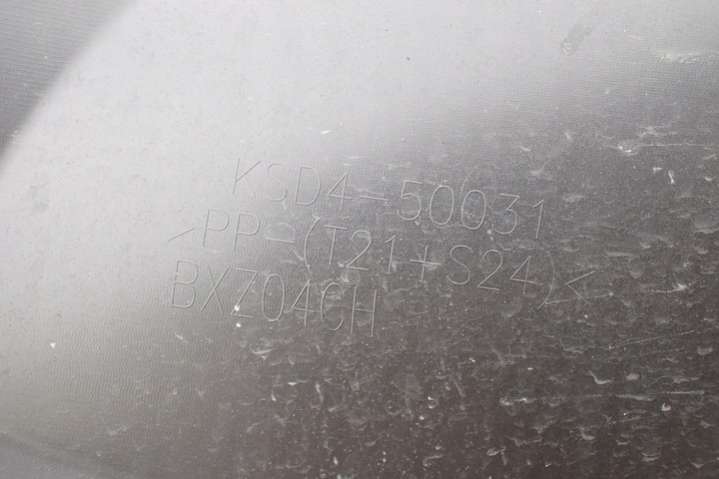 KSD4-50031
>PP-(T21+S24)<
BXZ04CH